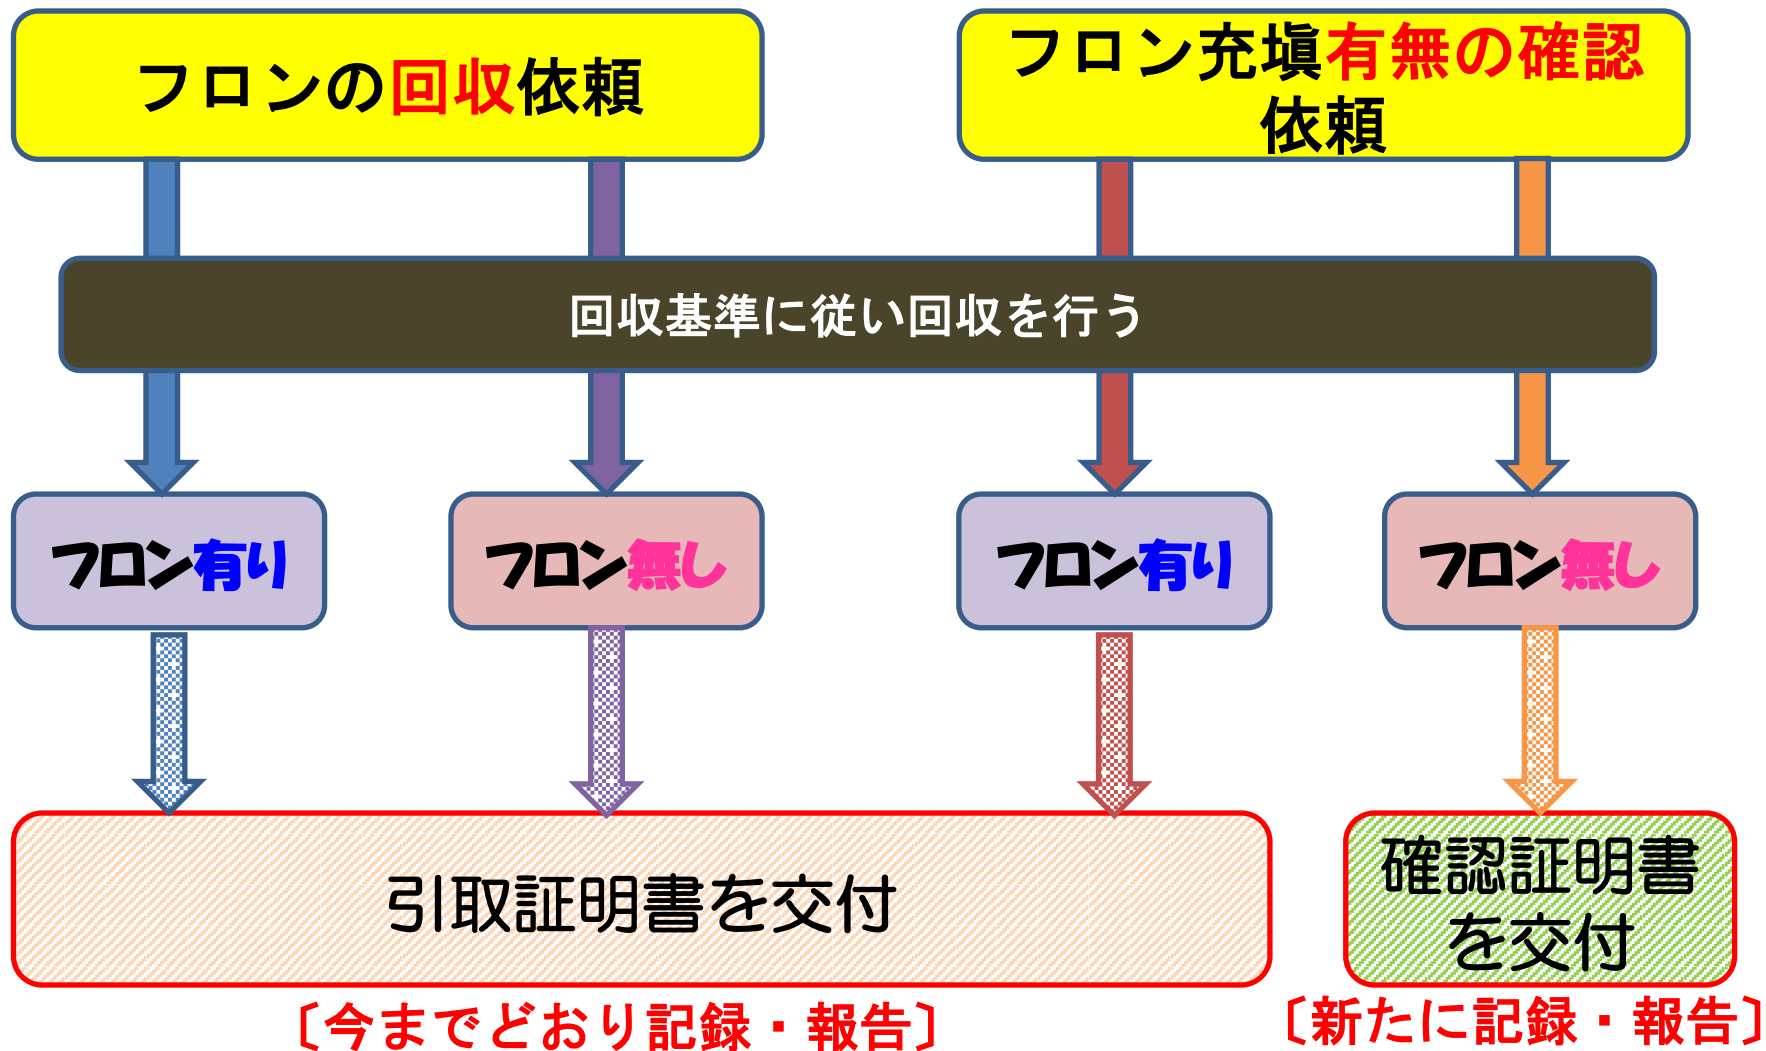 フロンの回収依頼
フロン充塡有無の確認
依頼
回収基準に従い回収を行う
フロン有り
フロン無し
フロン有り
フロン無し
引取証明書を交付
確認証明書
を交付
〔今までどおり記録・報告〕
〔新たに記録・報告〕